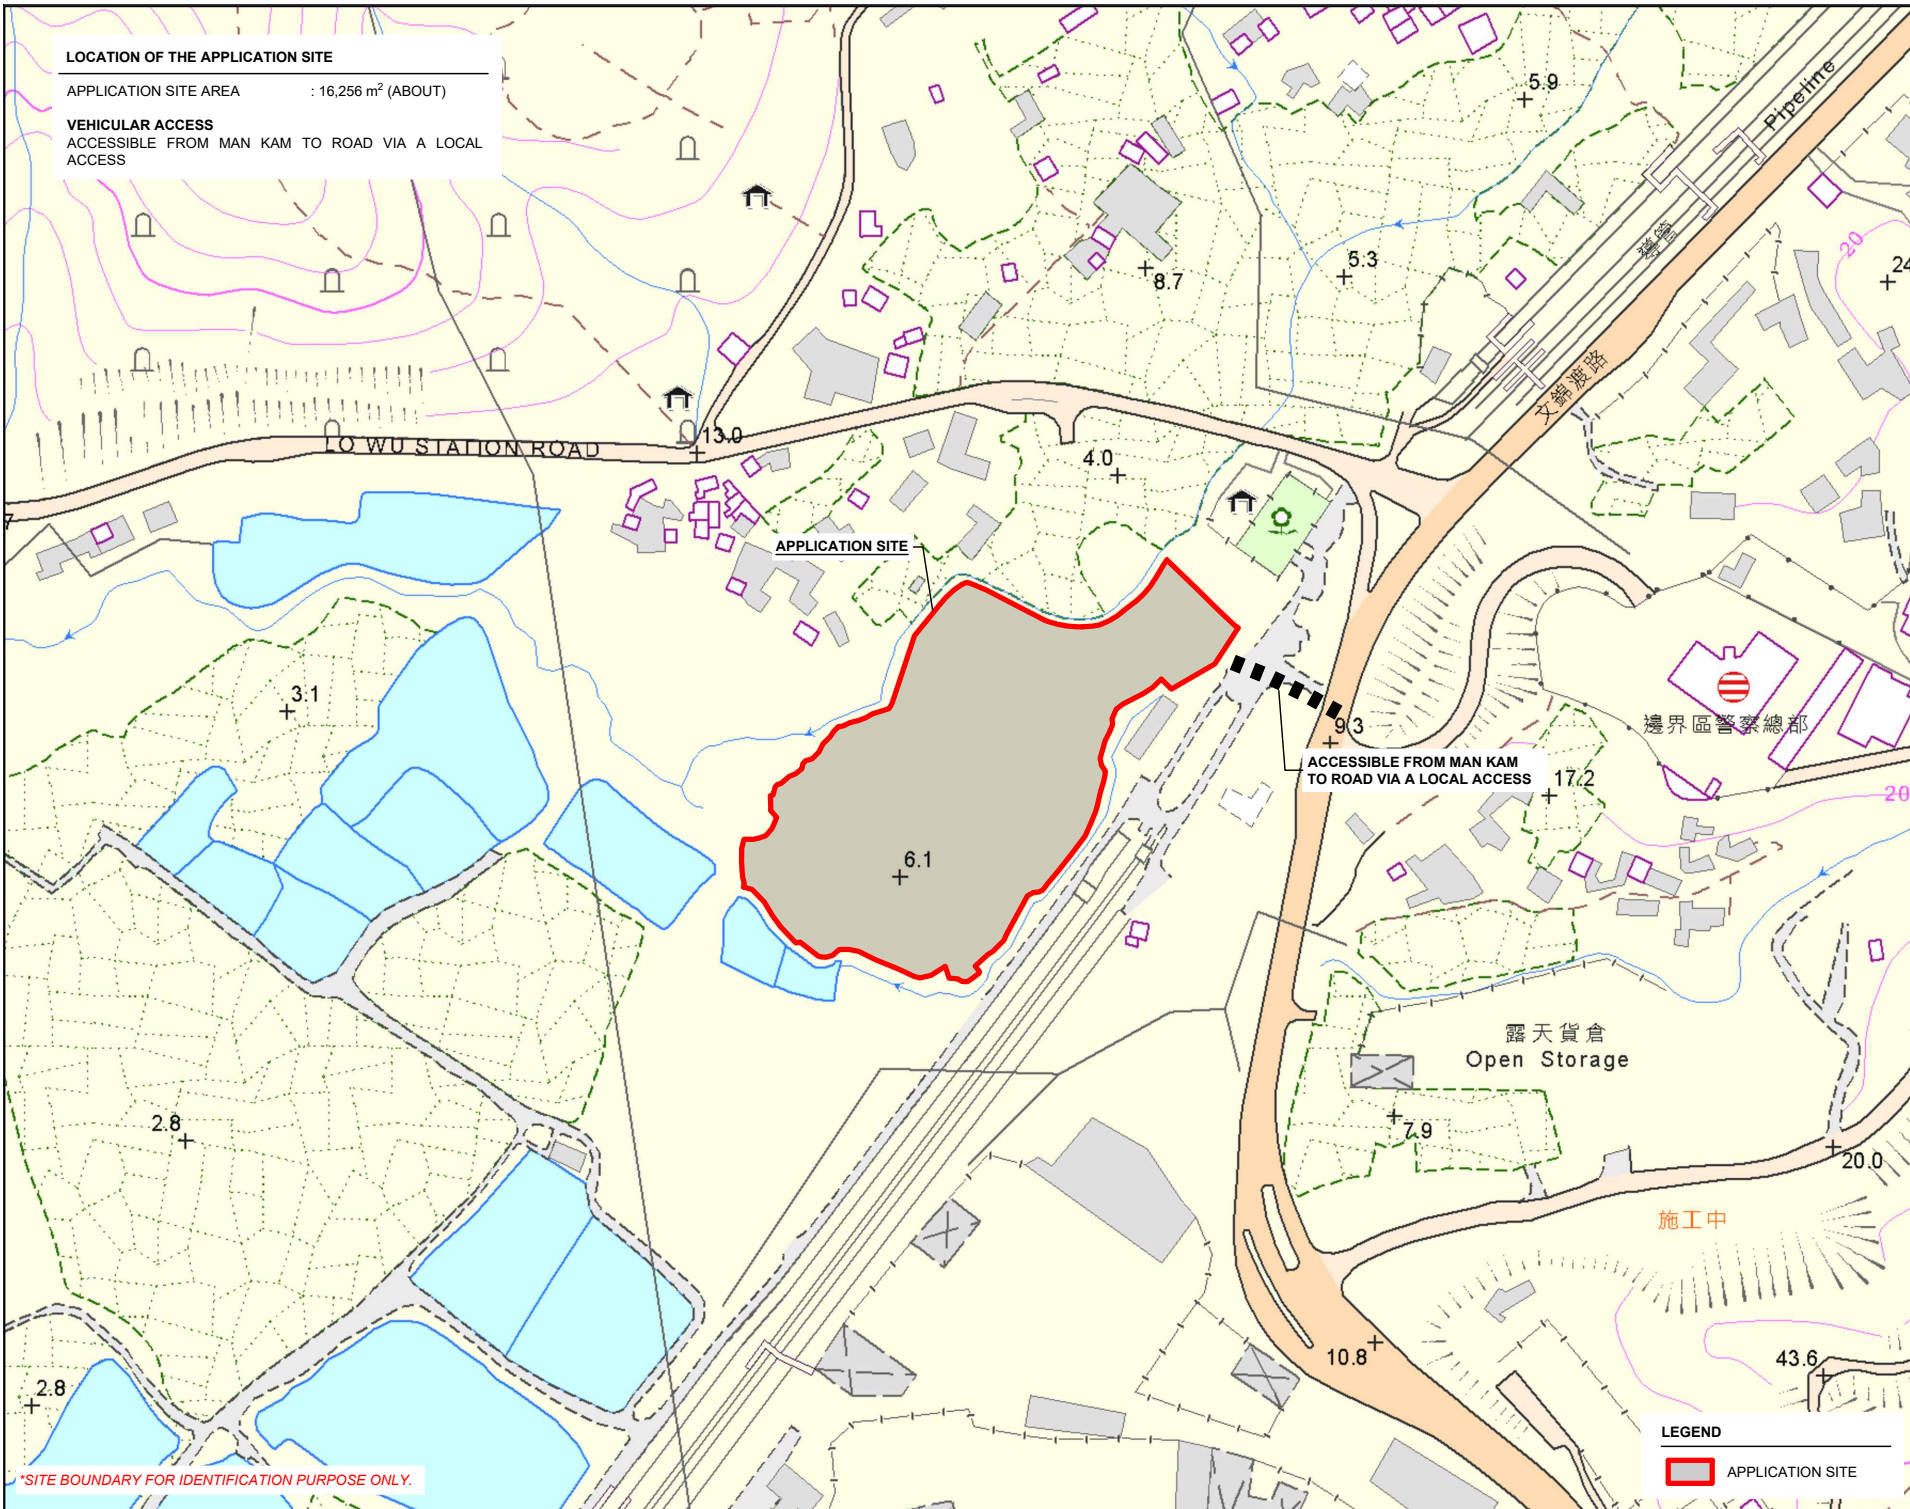 LOCATION OF THE APPLICATION SITE
APPLICATION SITE AREA : 16,256 m² (ABOUT)
VEHICULAR ACCESS
ACCESSIBLE FROM MAN KAM TO ROAD VIA A LOCAL
ACCESS
5.9
Pipeline
導管
20
5.3
8.7
24
文錦渡路
LO WU STATION ROAD
13.0
4.0
7
APPLICATION SITE
3.1
9.3
邊界區警察總部
ACCESSIBLE FROM MAN KAM
TO ROAD VIA A LOCAL ACCESS
17.2
20
6.1
露天貨倉
Open Storage
2.8
7.9
20.0
施工中
10.8
43.6
2.8
LEGEND
APPLICATION SITE
*SITE BOUNDARY FOR IDENTIFICATION PURPOSE ONLY.